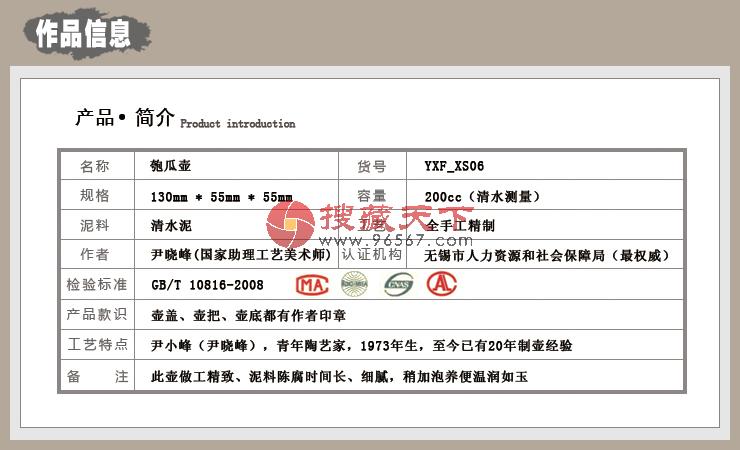 作品信息
产品• 简介 Product introduction
名称 匏瓜壶 货号 YXF_XS06
规格 130mm * 55mm * 55mm 容量 200cc（清水测量）
泥料 清水泥 全手工精制
搜藏天下
www.96567.com
作者 尹晓峰(国家助理工艺美术师) 认证机构 无锡市人力资源和社会保障局（最权威）
检验标准 GB/T 10816-2008 MA ilac-MRA CNAS CAL
产品款识 壶盖、壶把、壶底都有作者印章
工艺特点 尹小峰（尹晓峰），青年陶艺家，1973年生，至今已有20年制壶经验
备 注 此壶做工精致、泥料陈腐时间长、细腻，稍加泡养便温润如玉